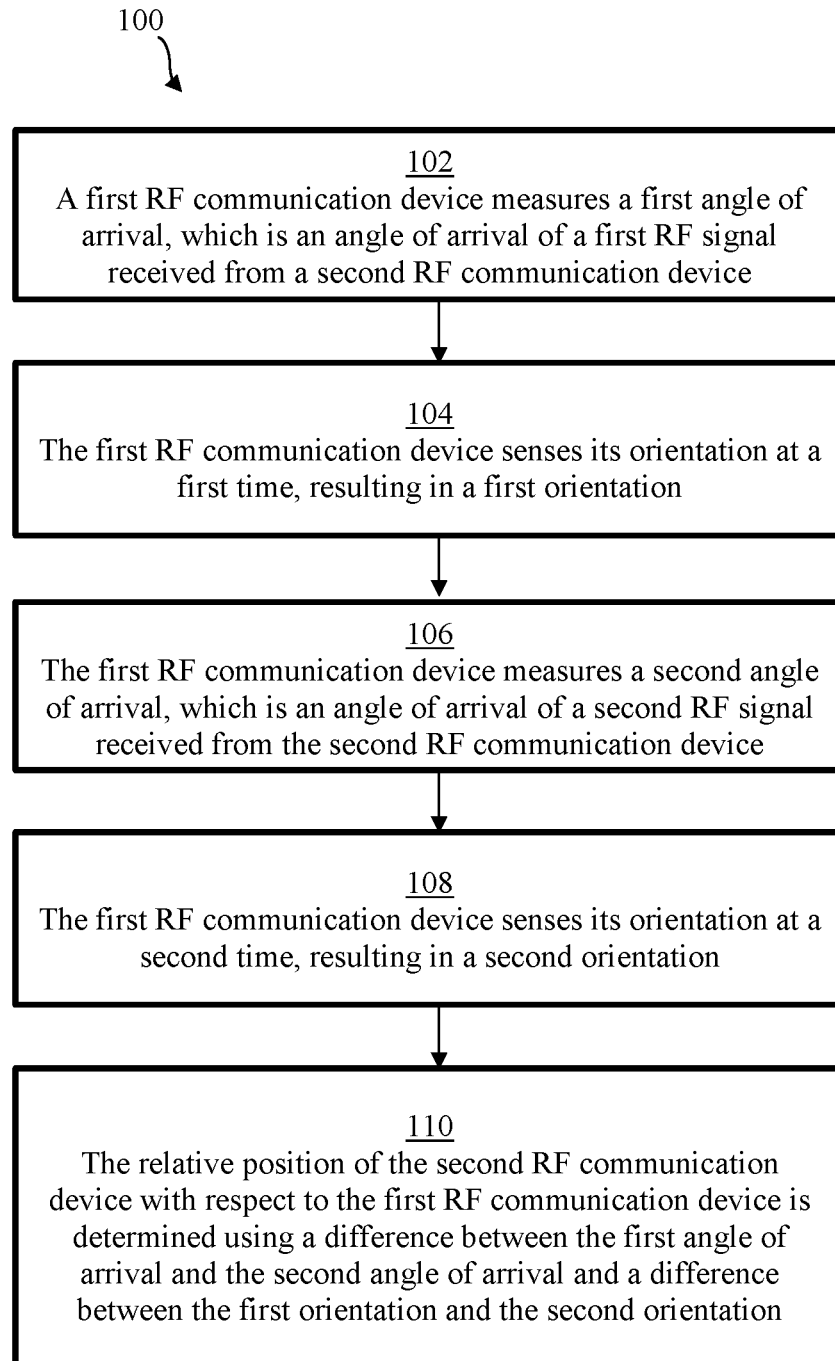 100
102
A first RF communication device measures a first angle of
arrival, which is an angle of arrival of a first RF signal
received from a second RF communication device
104
The first RF communication device senses its orientation at a
first time, resulting in a first orientation
106
The first RF communication device measures a second angle
of arrival, which is an angle of arrival of a second RF signal
received from the second RF communication device
108
The first RF communication device senses its orientation at a
second time, resulting in a second orientation
110
The relative position of the second RF communication
device with respect to the first RF communication device is
determined using a difference between the first angle of
arrival and the second angle of arrival and a difference
between the first orientation and the second orientation